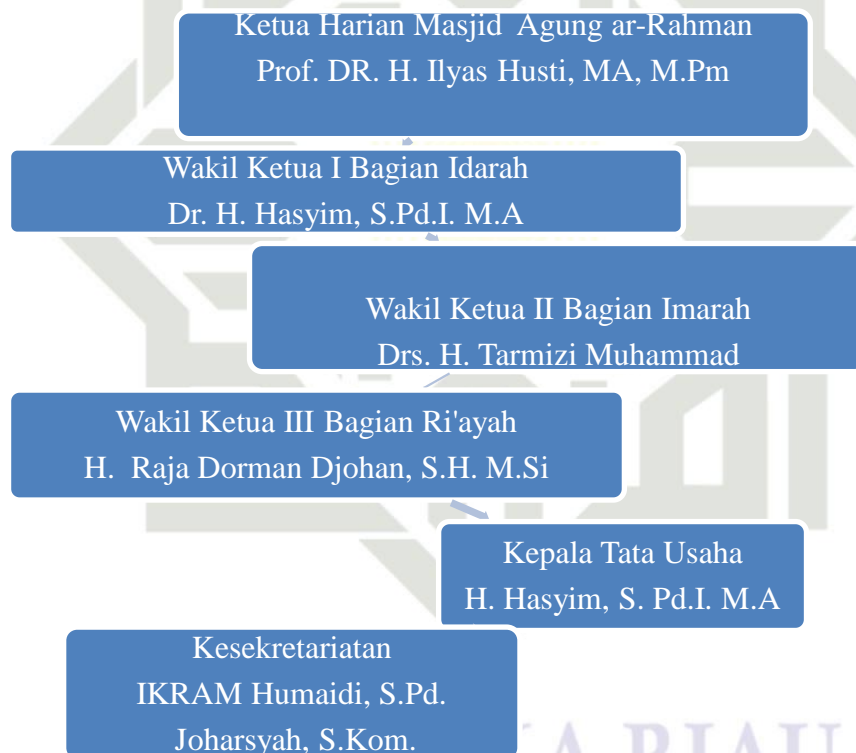 Ketua Harian Masjid Agung ar-Rahman
Prof. DR. H. Ilyas Husti, MA, M.Pm
Wakil Ketua I Bagian Idarah
Dr. H. Hasyim, S.Pd.I. M.A
Wakil Ketua II Bagian Imarah
Drs. H. Tarmizi Muhammad
Wakil Ketua III Bagian Ri'ayah
H. Raja Dorman Djohan, S.H. M.Si
Kepala Tata Usaha
H. Hasyim, S. Pd.I. M.A
Kesekretariatan
IKRAM Humaidi, S.Pd.
Joharsyah, S.Kom.
RIAU